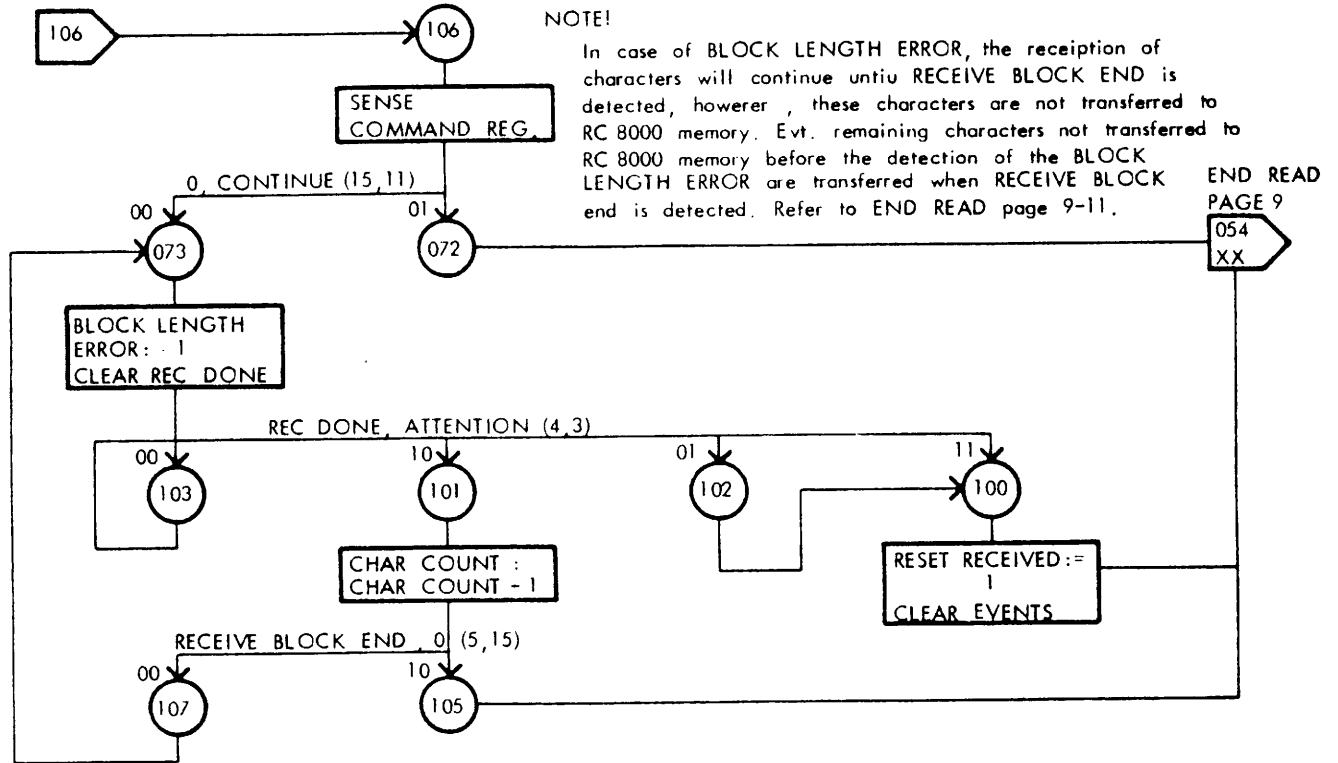 106
106
NOTE!
In case of BLOCK LENGTH ERROR, the receiption of
characters will continue untiu RECEIVE BLOCK END is
detected, howerer , these characters are not transferred to
RC 8000 memory. Evt. remaining characters not transferred to
RC 8000 memory before the detection of the BLOCK
LENGTH ERROR are transferred when RECEIVE BLOCK
end is detected. Refer to END READ page 9-11.
SENSE
COMMAND REG.
0, CONTINUE (15,11)
00
01
073
072
END READ
PAGE 9
054
XX
BLOCK LENGTH
ERROR: - 1
CLEAR REC DONE
REC DONE, ATTENTION (4,3)
00
10
01
11
103
101
102
100
CHAR COUNT :
CHAR COUNT - 1
RESET RECEIVED :=
1
CLEAR EVENTS
RECEIVE BLOCK END , 0 (5,15)
00
10
107
105